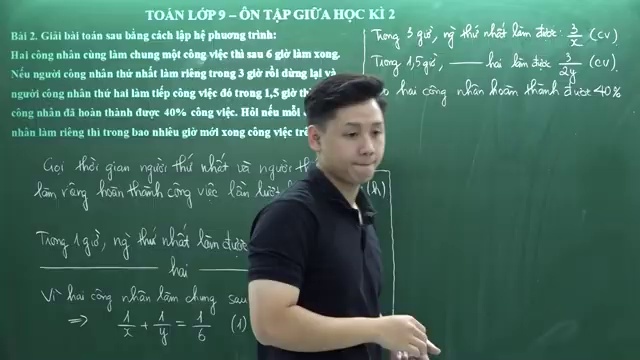 TOÁN LỚP 9 – ÔN TẬP GIỮA HỌC KÌ 2
Bài 2. Giải bài toán sau bằng cách lập hệ phương trình:
Hai công nhân cùng làm chung một công việc thì sau 6 giờ làm xong.
Nếu người công nhân thứ nhất làm riêng trong 3 giờ rồi dừng lại và
người công nhân thứ hai làm tiếp công việc đó trong 1,5 giờ
công nhân đã hoàn thành được 40% công việc. Hỏi nếu mỗi
nhân làm riêng thì trong bao nhiêu giờ mới xong công việc
Gọi thời gian người thứ nhất và người
làm riêng hoàn thành công việc lần lượt (h)
Trong 1 giờ, ng thứ nhất làm được
hai
Vì hai công nhân làm chung sau
⇒ 1/x + 1/y = 1/6 (1)
Trong 3 giờ, ng thứ nhất làm được: 3/x (cv)
Trong 1,5 giờ, — hai làm được 3/2y (cv).
hai công nhân hoàn thành được 40%